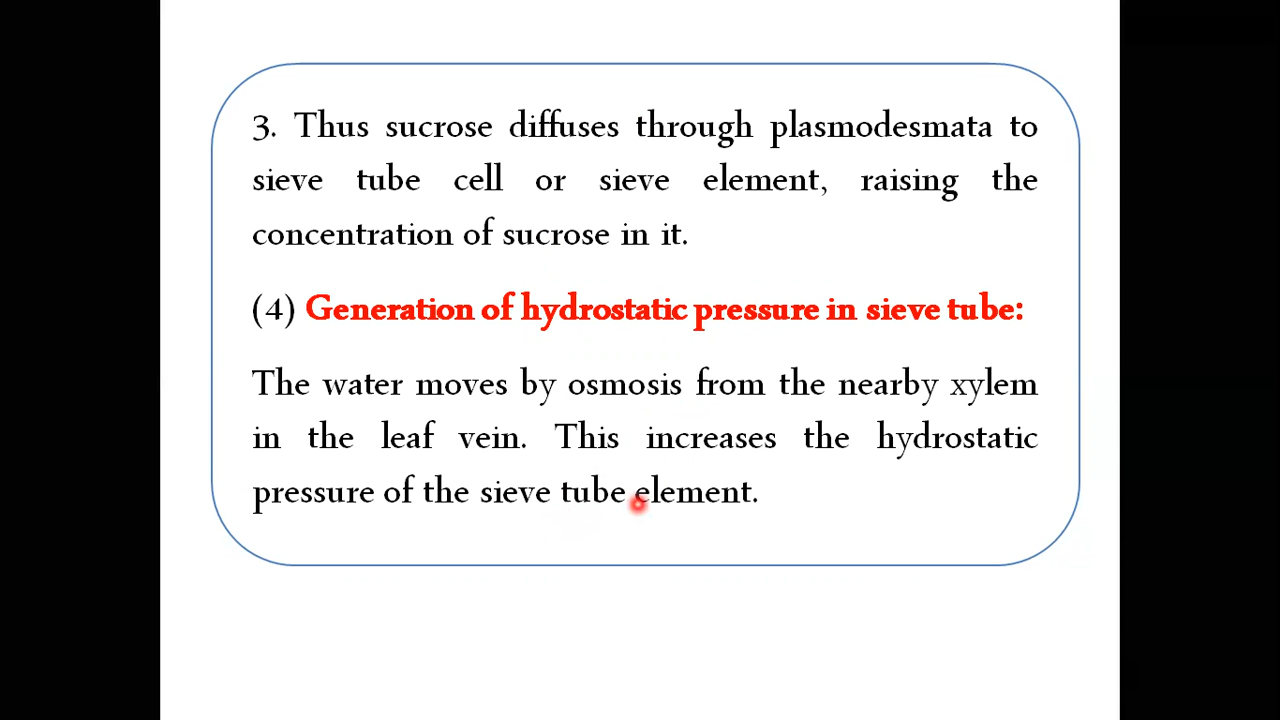 3. Thus sucrose diffuses through plasmodesmata to
sieve tube cell or sieve element, raising the
concentration of sucrose in it.
(4) Generation of hydrostatic pressure in sieve tube:
The water moves by osmosis from the nearby xylem
in the leaf vein. This increases the hydrostatic
pressure of the sieve tube element.